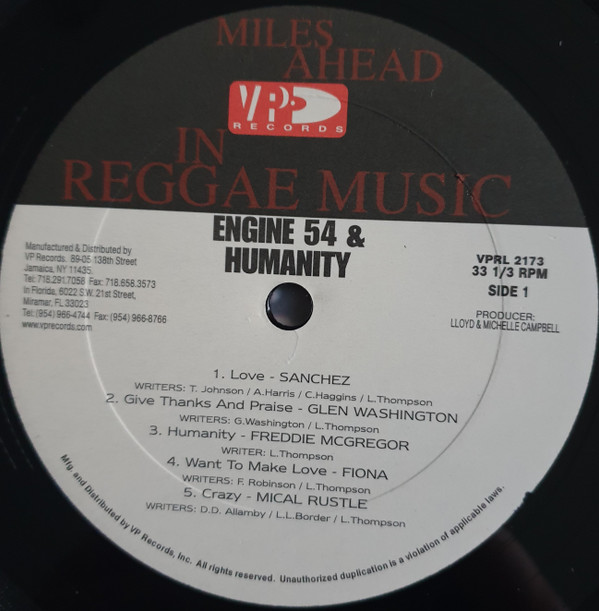 MILES
AHEAD
VP
RECORDS
IN
REGGAE MUSIC
ENGINE 54 &
HUMANITY
Manufactured & Distributed by
VP Records. 89-05 138th Street
Jamaica, NY 11435.
Tel: 718.291.7058 Fax: 718.658.3573
In Florida, 6022 S.W. 21st Street,
Miramar, FL 33023
Tel: (954) 966-4744 Fax: (954) 966-8766
www.vprecords.com
VPRL 2173
33 1/3 RPM
SIDE 1
PRODUCER:
LLOYD & MICHELLE CAMPBELL
1. Love - SANCHEZ
WRITERS: T. Johnson / A.Harris / C.Haggins / L.Thompson
2. Give Thanks And Praise - GLEN WASHINGTON
WRITERS: G.Washington / L.Thompson
3. Humanity - FREDDIE MCGREGOR
WRITER: L.Thompson
4. Want To Make Love - FIONA
WRITERS: F. Robinson / L.Thompson
5. Crazy - MICAL RUSTLE
WRITERS: D.D. Allamby / L.L.Border / L.Thompson
Mfg. and Distributed by VP Records, Inc. All rights reserved. Unauthorized duplication is a violation of applicable laws.